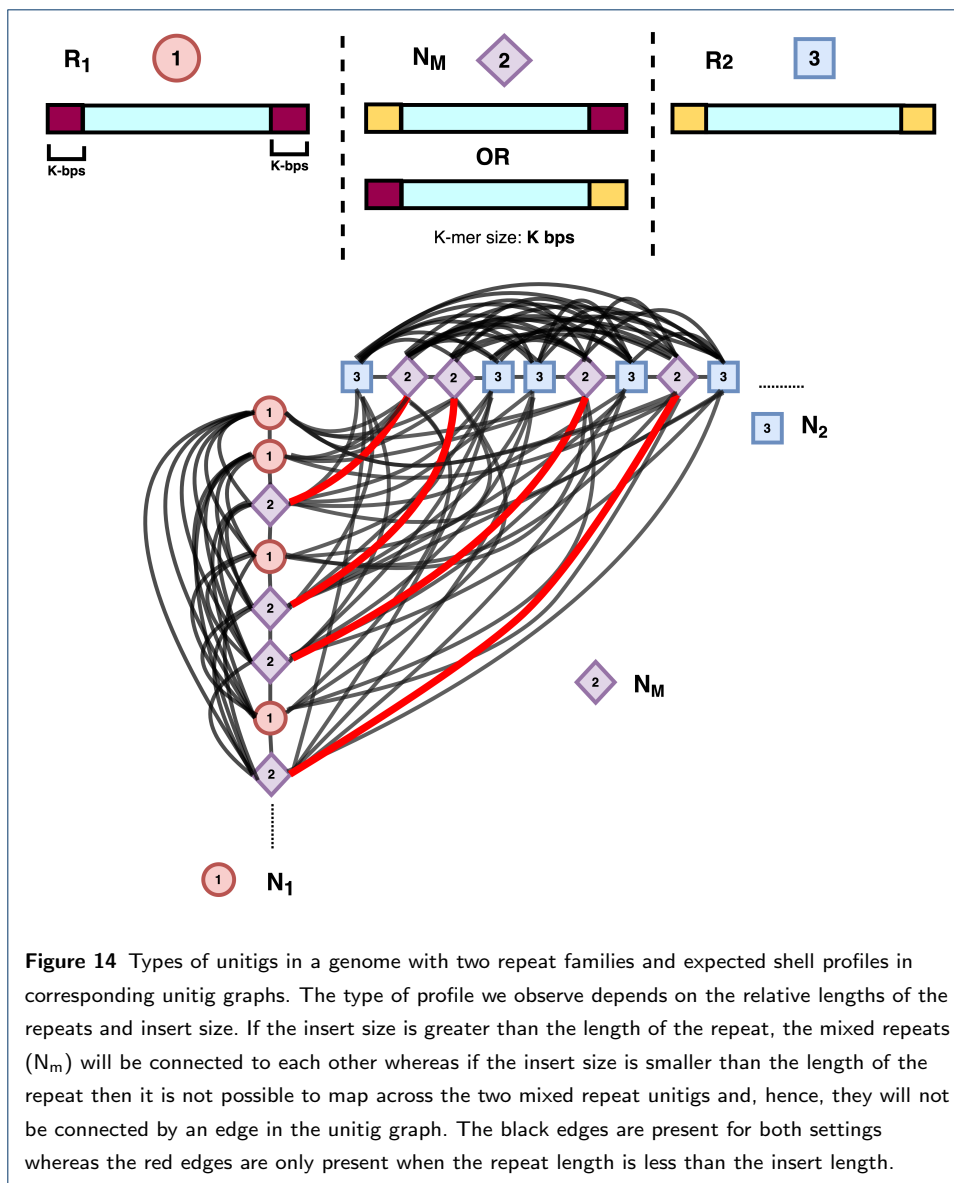 R1 1
NM 2
R2 3
K-bps
K-bps
OR
K-mer size: K bps
3 2 2 3 3 2 3 2 3
...........
3 N2
1
1
2
1
2
2
1
2
2 NM
1 N1
Figure 14 Types of unitigs in a genome with two repeat families and expected shell profiles in
corresponding unitig graphs. The type of profile we observe depends on the relative lengths of the
repeats and insert size. If the insert size is greater than the length of the repeat, the mixed repeats
(Nm) will be connected to each other whereas if the insert size is smaller than the length of the
repeat then it is not possible to map across the two mixed repeat unitigs and, hence, they will not
be connected by an edge in the unitig graph. The black edges are present for both settings
whereas the red edges are only present when the repeat length is less than the insert length.